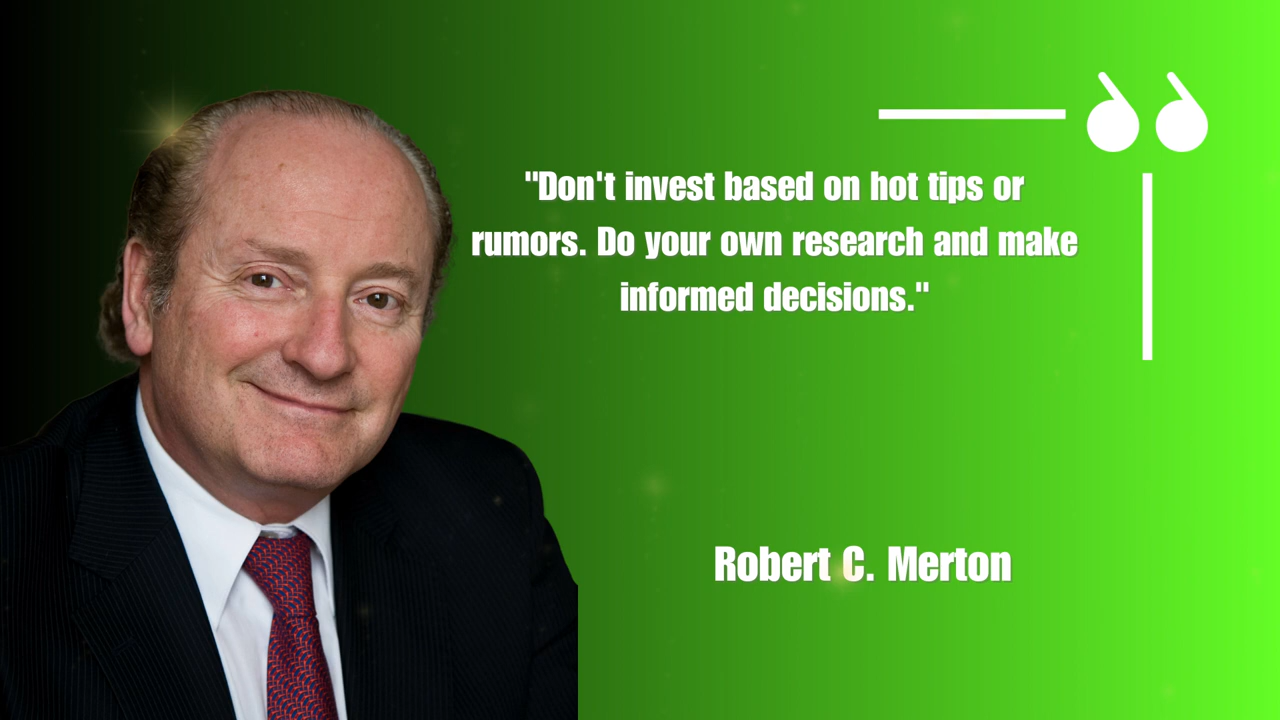 "Don't invest based on hot tips or
rumors. Do your own research and make
informed decisions."
Robert C. Merton